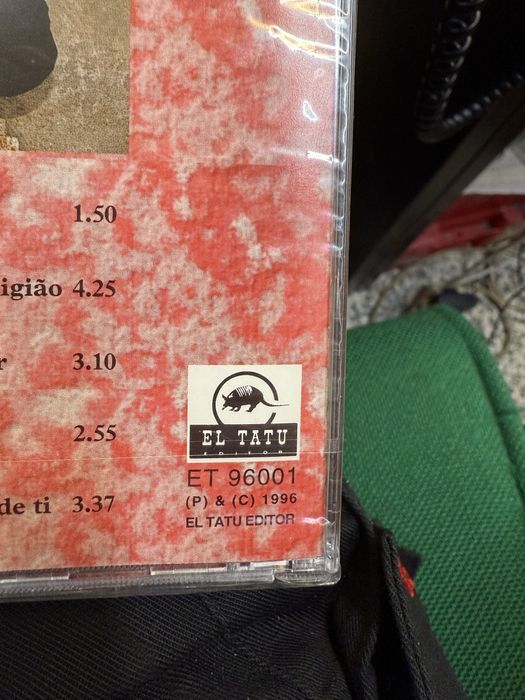 1.50
igião 4.25
r 3.10
2.55
de ti 3.37
EL TATU
EDITOR
ET 96001
(P) & (C) 1996
EL TATU EDITOR